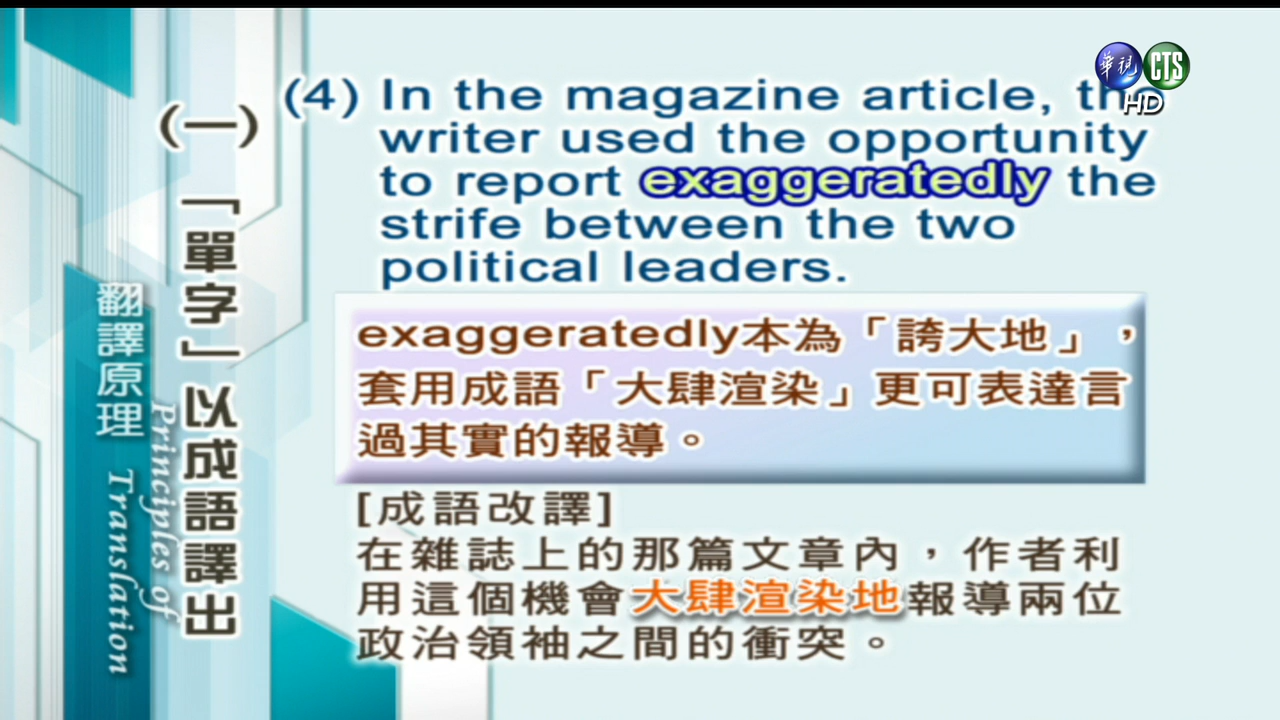 華視 CTS
HD
(一)「單字」以成語譯出
翻譯原理
Principles of
Translation
(4) In the magazine article, the
writer used the opportunity
to report exaggeratedly the
strife between the two
political leaders.
exaggeratedly本為「誇大地」，
套用成語「大肆渲染」更可表達言
過其實的報導。
[成語改譯]
在雜誌上的那篇文章內，作者利
用這個機會大肆渲染地報導兩位
政治領袖之間的衝突。